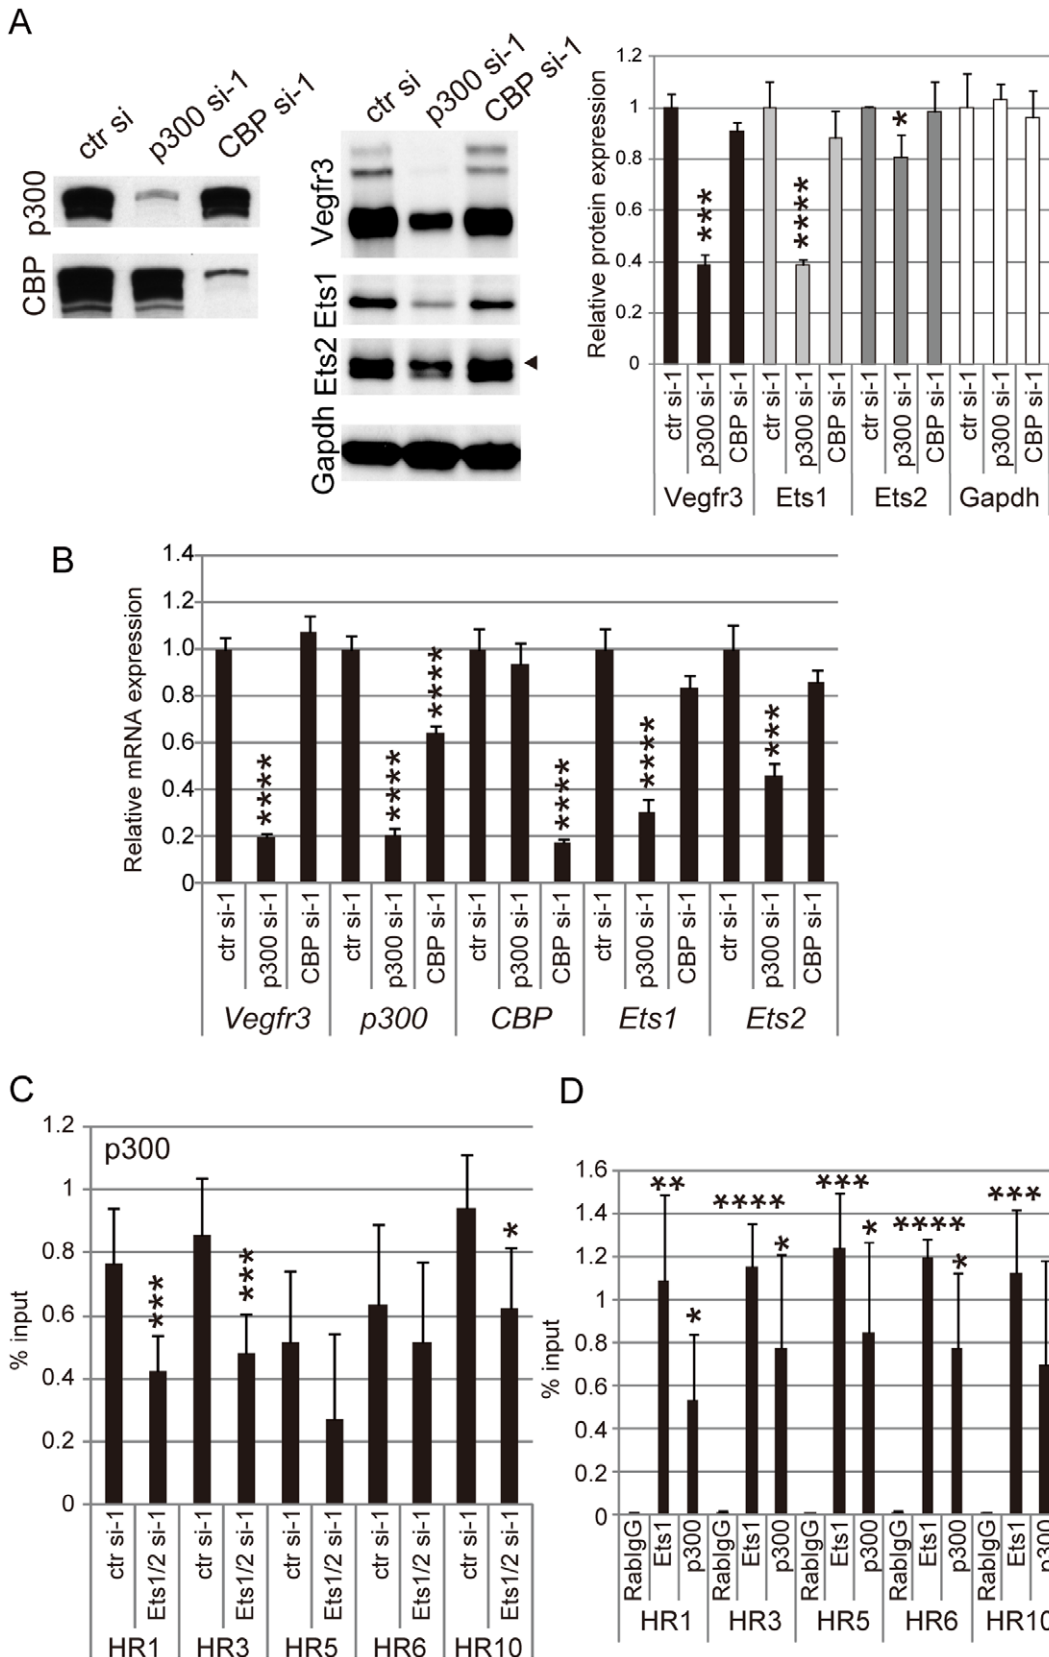 A
ctr si
p300 si-1
CBP si-1
p300
CBP
ctr si
p300 si-1
CBP si-1
Vegfr3
Ets1
Ets2
Gapdh
Relative protein expression
1.2
1
0.8
0.6
0.4
0.2
0
***
****
*
ctr si-1
p300 si-1
CBP si-1
ctr si-1
p300 si-1
CBP si-1
ctr si-1
p300 si-1
CBP si-1
ctr si-1
p300 si-1
CBP si-1
Vegfr3 Ets1 Ets2 Gapdh
B
Relative mRNA expression
1.4
1.2
1.0
0.8
0.6
0.4
0.2
0
****
****
****
****
****
***
ctr si-1
p300 si-1
CBP si-1
ctr si-1
p300 si-1
CBP si-1
ctr si-1
p300 si-1
CBP si-1
ctr si-1
p300 si-1
CBP si-1
ctr si-1
p300 si-1
CBP si-1
Vegfr3 p300 CBP Ets1 Ets2
C
p300
% input
1.2
1
0.8
0.6
0.4
0.2
0
***
***
*
ctr si-1
Ets1/2 si-1
ctr si-1
Ets1/2 si-1
ctr si-1
Ets1/2 si-1
ctr si-1
Ets1/2 si-1
ctr si-1
Ets1/2 si-1
HR1 HR3 HR5 HR6 HR10
D
% input
1.6
1.4
1.2
1
0.8
0.6
0.4
0.2
0
**
*
****
*
***
*
****
*
***
RabIgG
Ets1
p300
RabIgG
Ets1
p300
RabIgG
Ets1
p300
RabIgG
Ets1
p300
RabIgG
Ets1
p300
HR1 HR3 HR5 HR6 HR10